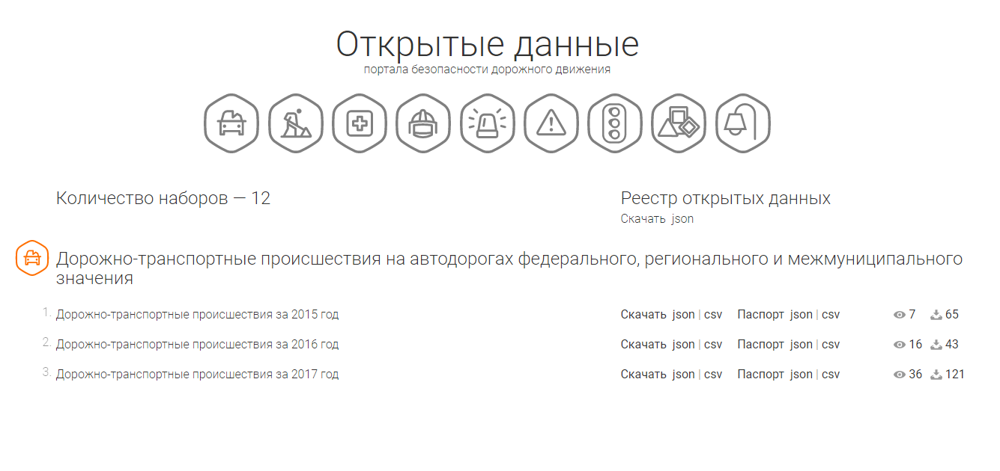 Открытые данные
портала безопасности дорожного движения
Количество наборов — 12
Реестр открытых данных
Скачать json
Дорожно-транспортные происшествия на автодорогах федерального, регионального и межмуниципального
значения
1. Дорожно-транспортные происшествия за 2015 год Скачать json | csv Паспорт json | csv 7 65
2. Дорожно-транспортные происшествия за 2016 год Скачать json | csv Паспорт json | csv 16 43
3. Дорожно-транспортные происшествия за 2017 год Скачать json | csv Паспорт json | csv 36 121